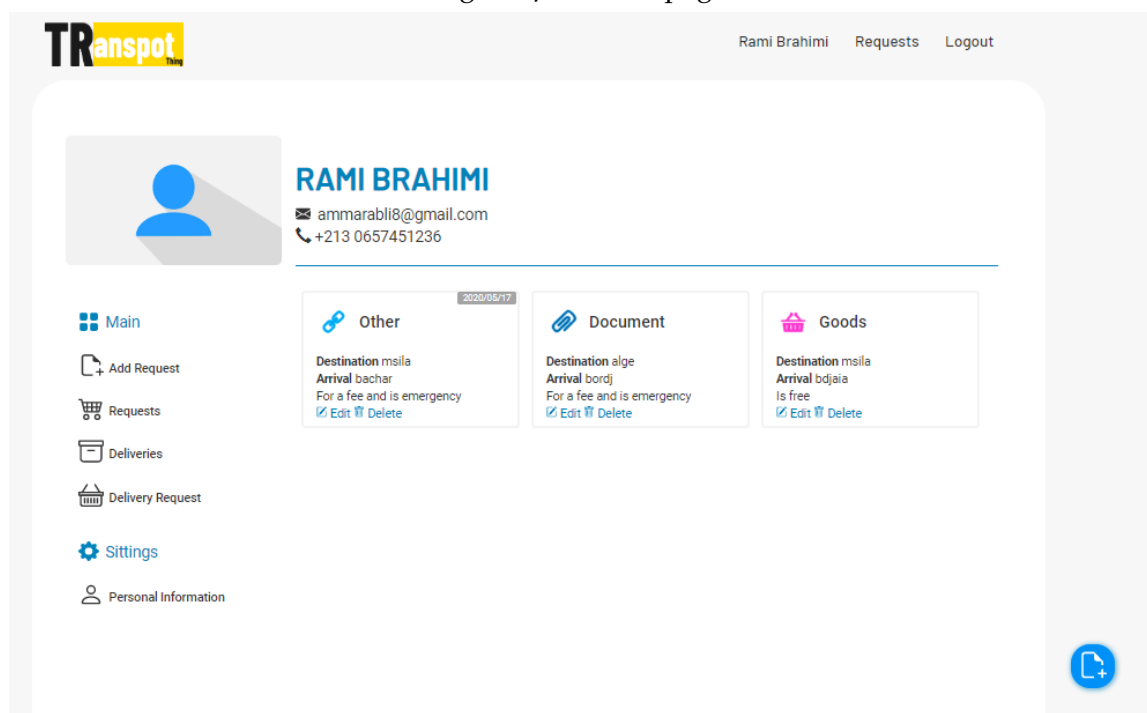 TRanspot
Thing
Rami Brahimi Requests Logout
RAMI BRAHIMI
ammarabli8@gmail.com
+213 0657451236
Main
Add Request
Requests
Deliveries
Delivery Request
Sittings
Personal Information
2020/05/17
Other
Destination msila
Arrival bachar
For a fee and is emergency
Edit Delete
Document
Destination alge
Arrival bordj
For a fee and is emergency
Edit Delete
Goods
Destination msila
Arrival bdjaia
Is free
Edit Delete